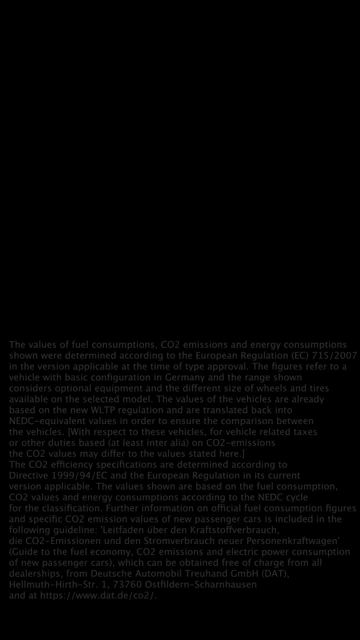 The values of fuel consumptions, CO2 emissions and energy consumptions
shown were determined according to the European Regulation (EC) 715/2007
in the version applicable at the time of type approval. The figures refer to a
vehicle with basic configuration in Germany and the range shown
considers optional equipment and the different size of wheels and tires
available on the selected model. The values of the vehicles are already
based on the new WLTP regulation and are translated back into
NEDC-equivalent values in order to ensure the comparison between
the vehicles. [With respect to these vehicles, for vehicle related taxes
or other duties based (at least inter alia) on CO2-emissions
the CO2 values may differ to the values stated here.]
The CO2 efficiency specifications are determined according to
Directive 1999/94/EC and the European Regulation in its current
version applicable. The values shown are based on the fuel consumption,
CO2 values and energy consumptions according to the NEDC cycle
for the classification. Further information on official fuel consumption figures
and specific CO2 emission values of new passenger cars is included in the
following guideline: 'Leitfaden über den Kraftstoffverbrauch,
die CO2-Emissionen und den Stromverbrauch neuer Personenkraftwagen'
(Guide to the fuel economy, CO2 emissions and electric power consumption
of new passenger cars), which can be obtained free of charge from all
dealerships, from Deutsche Automobil Treuhand GmbH (DAT),
Hellmuth-Hirth-Str. 1, 73760 Ostfildern-Scharnhausen
and at https://www.dat.de/co2/.